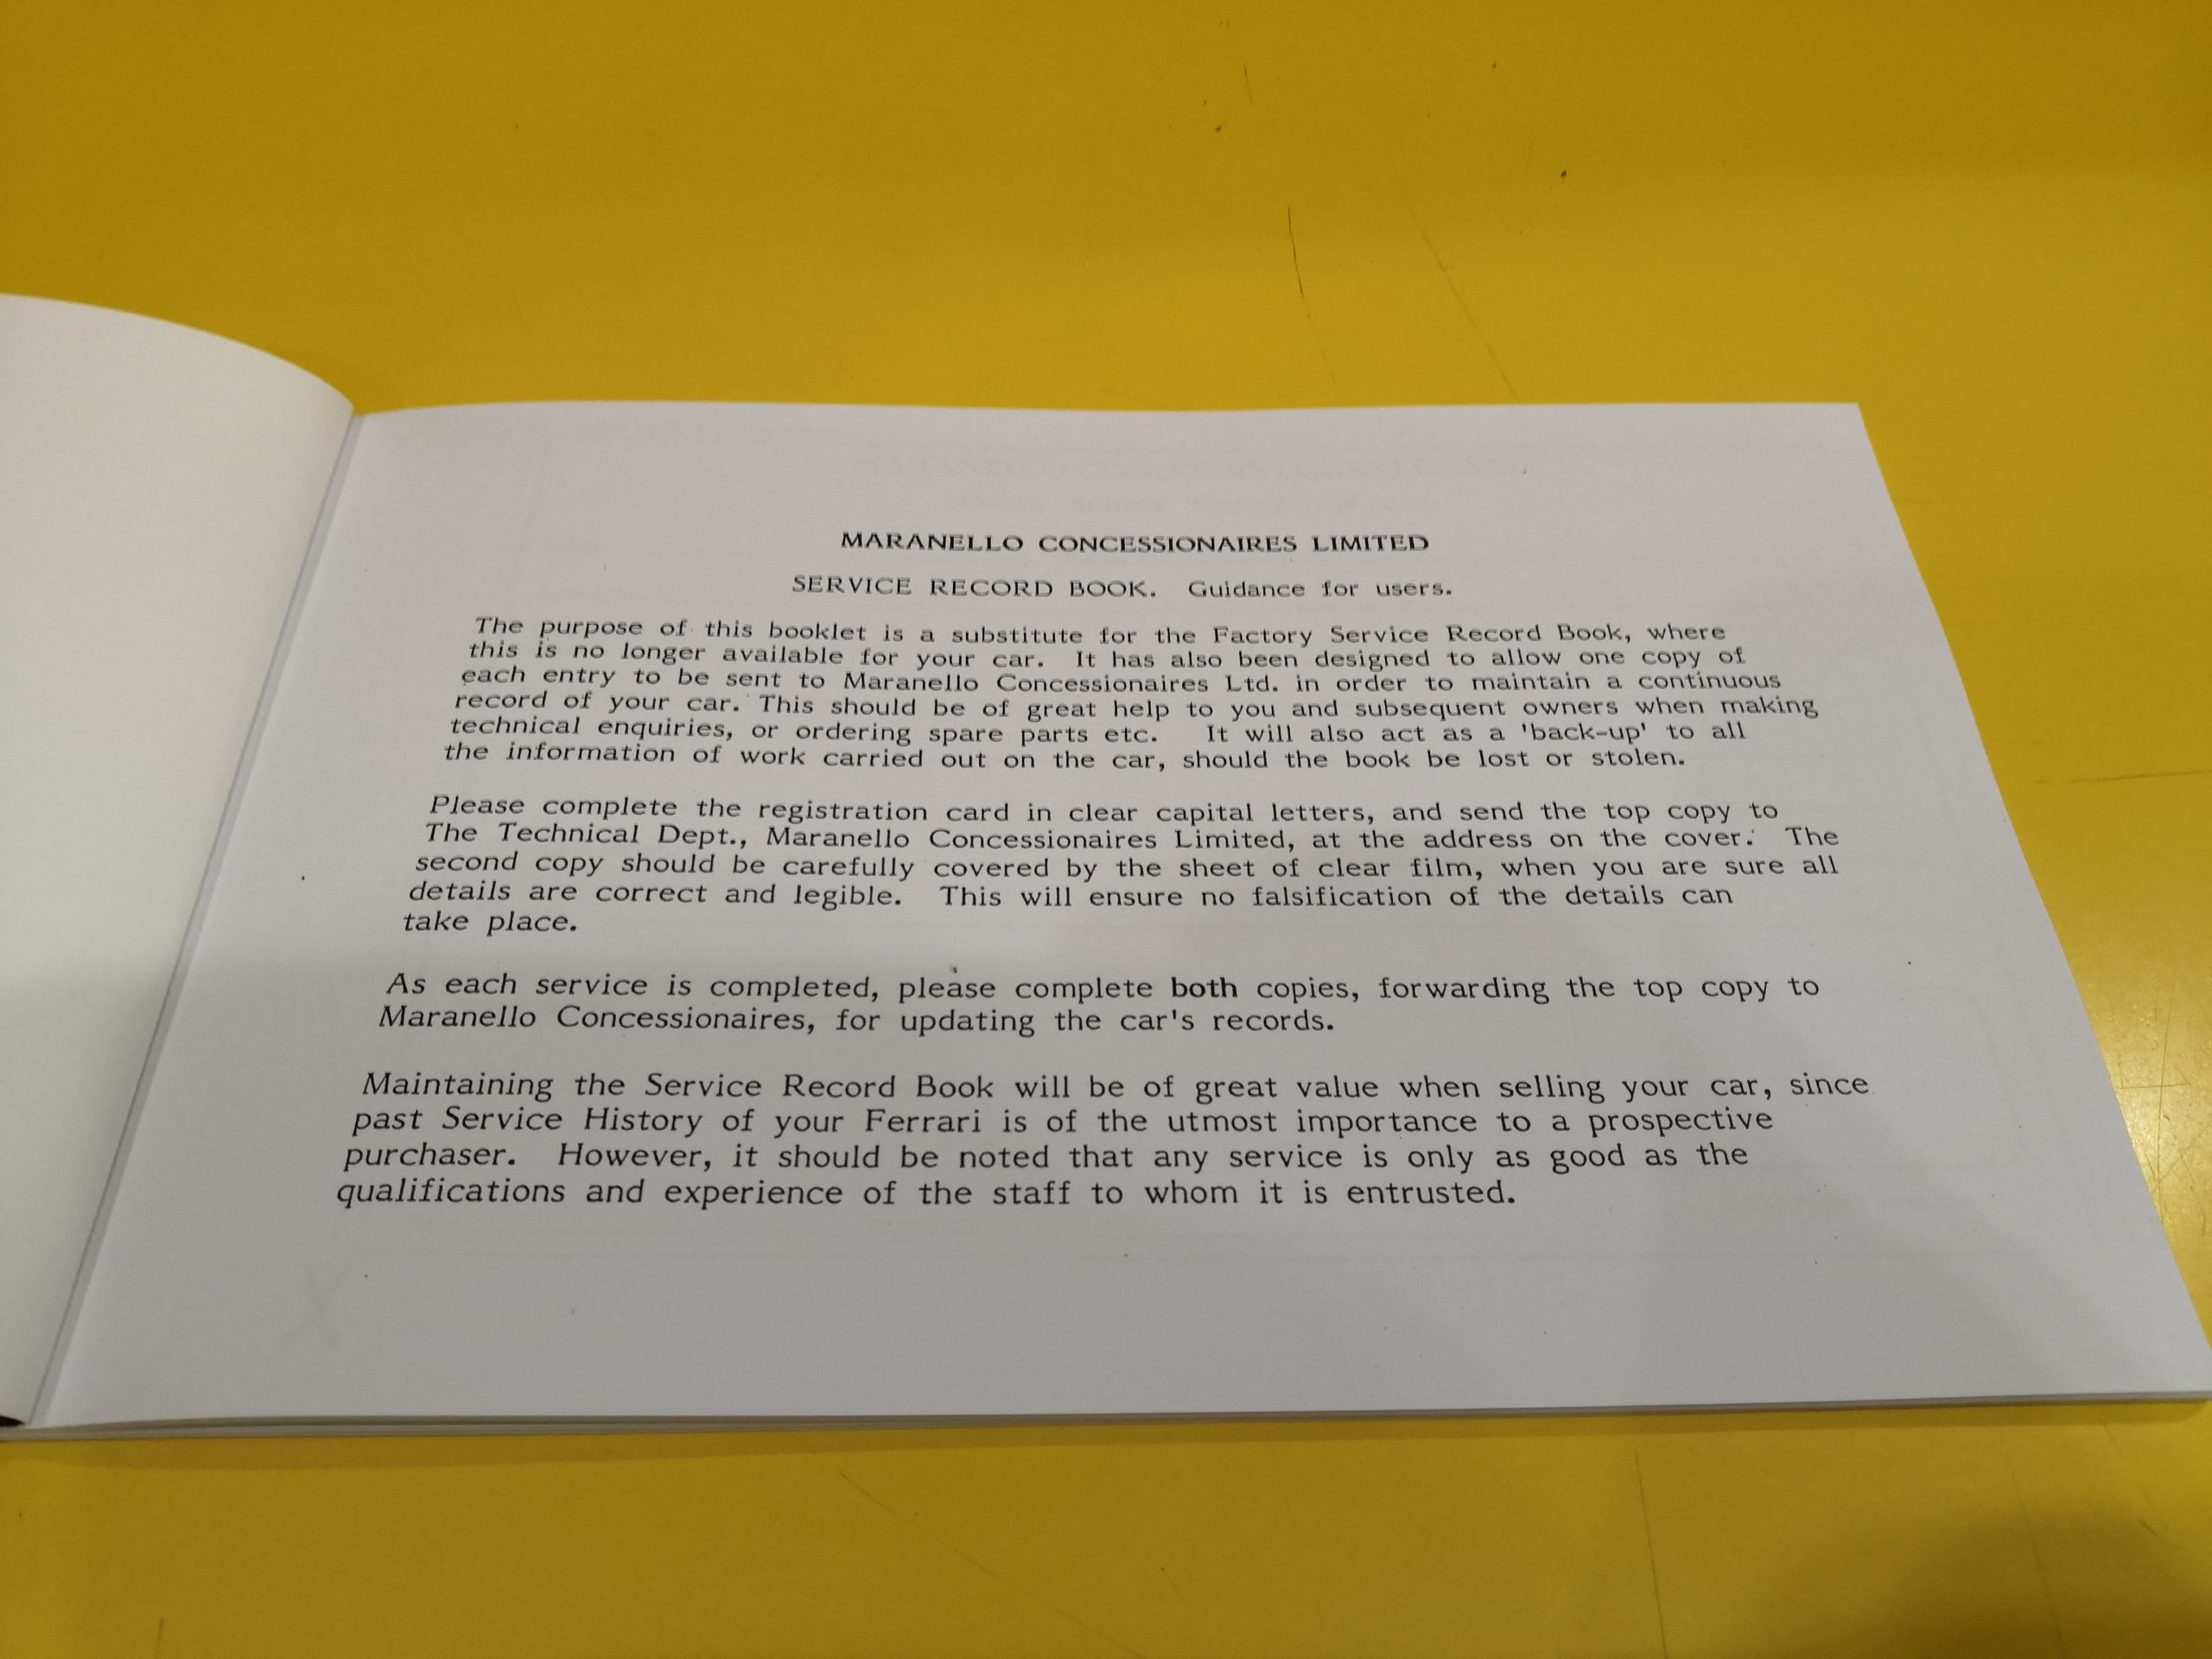 MARANELLO CONCESSIONAIRES LIMITED
SERVICE RECORD BOOK. Guidance for users.
The purpose of this booklet is a substitute for the Factory Service Record Book, where
this is no longer available for your car. It has also been designed to allow one copy of
each entry to be sent to Maranello Concessionaires Ltd. in order to maintain a continuous
record of your car. This should be of great help to you and subsequent owners when making
technical enquiries, or ordering spare parts etc. It will also act as a 'back-up' to all
the information of work carried out on the car, should the book be lost or stolen.
Please complete the registration card in clear capital letters, and send the top copy to
The Technical Dept., Maranello Concessionaires Limited, at the address on the cover. The
second copy should be carefully covered by the sheet of clear film, when you are sure all
details are correct and legible. This will ensure no falsification of the details can
take place.
As each service is completed, please complete both copies, forwarding the top copy to
Maranello Concessionaires, for updating the car's records.
Maintaining the Service Record Book will be of great value when selling your car, since
past Service History of your Ferrari is of the utmost importance to a prospective
purchaser. However, it should be noted that any service is only as good as the
qualifications and experience of the staff to whom it is entrusted.